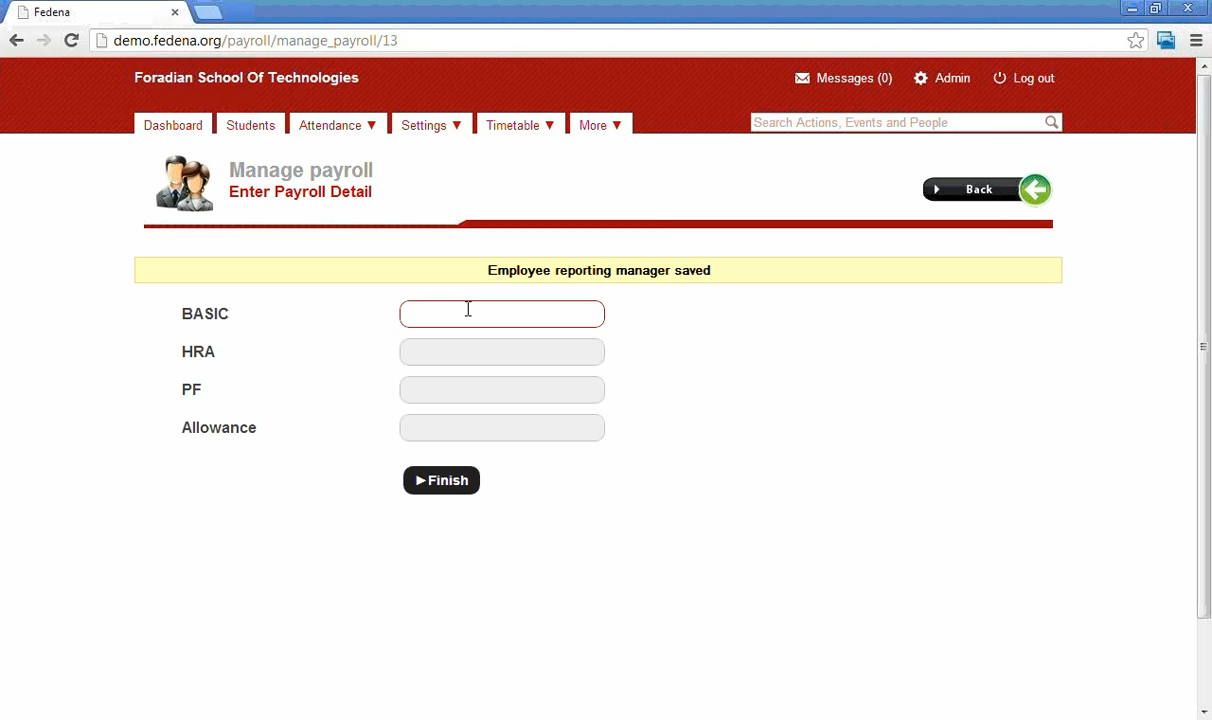 Fedena
demo.fedena.org/payroll/manage_payroll/13
Foradian School Of Technologies
Messages (0) Admin Log out
Dashboard Students Attendance ▼ Settings ▼ Timetable ▼ More ▼ Search Actions, Events and People
Manage payroll
Enter Payroll Detail
Back
Employee reporting manager saved
BASIC
HRA
PF
Allowance
Finish